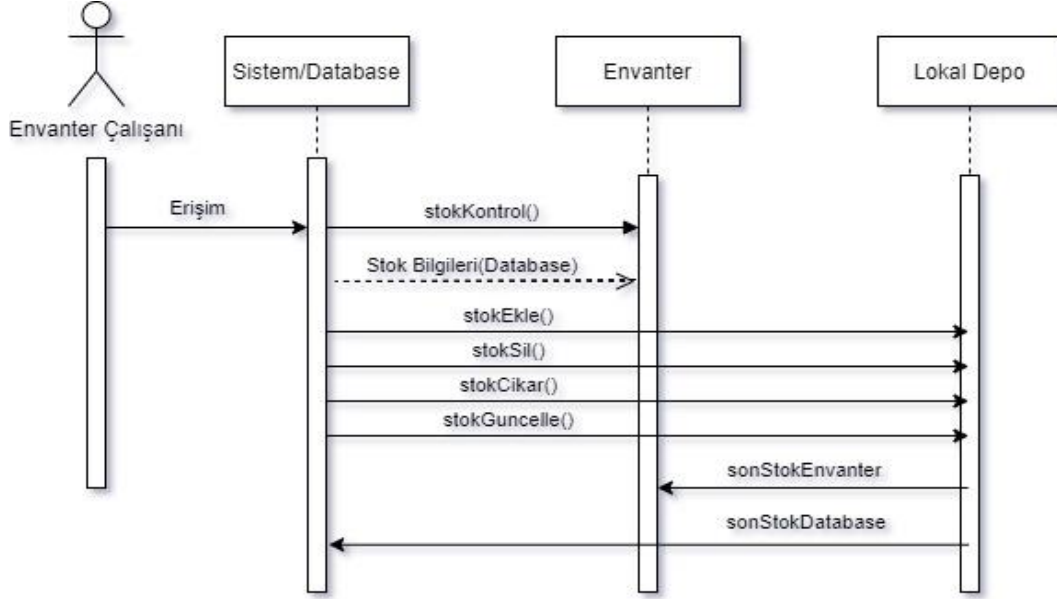 Sistem/Database
Envanter
Lokal Depo
Envanter Çalışanı
Erişim
stokKontrol()
Stok Bilgileri(Database)
stokEkle()
stokSil()
stokCikar()
stokGuncelle()
sonStokEnvanter
sonStokDatabase